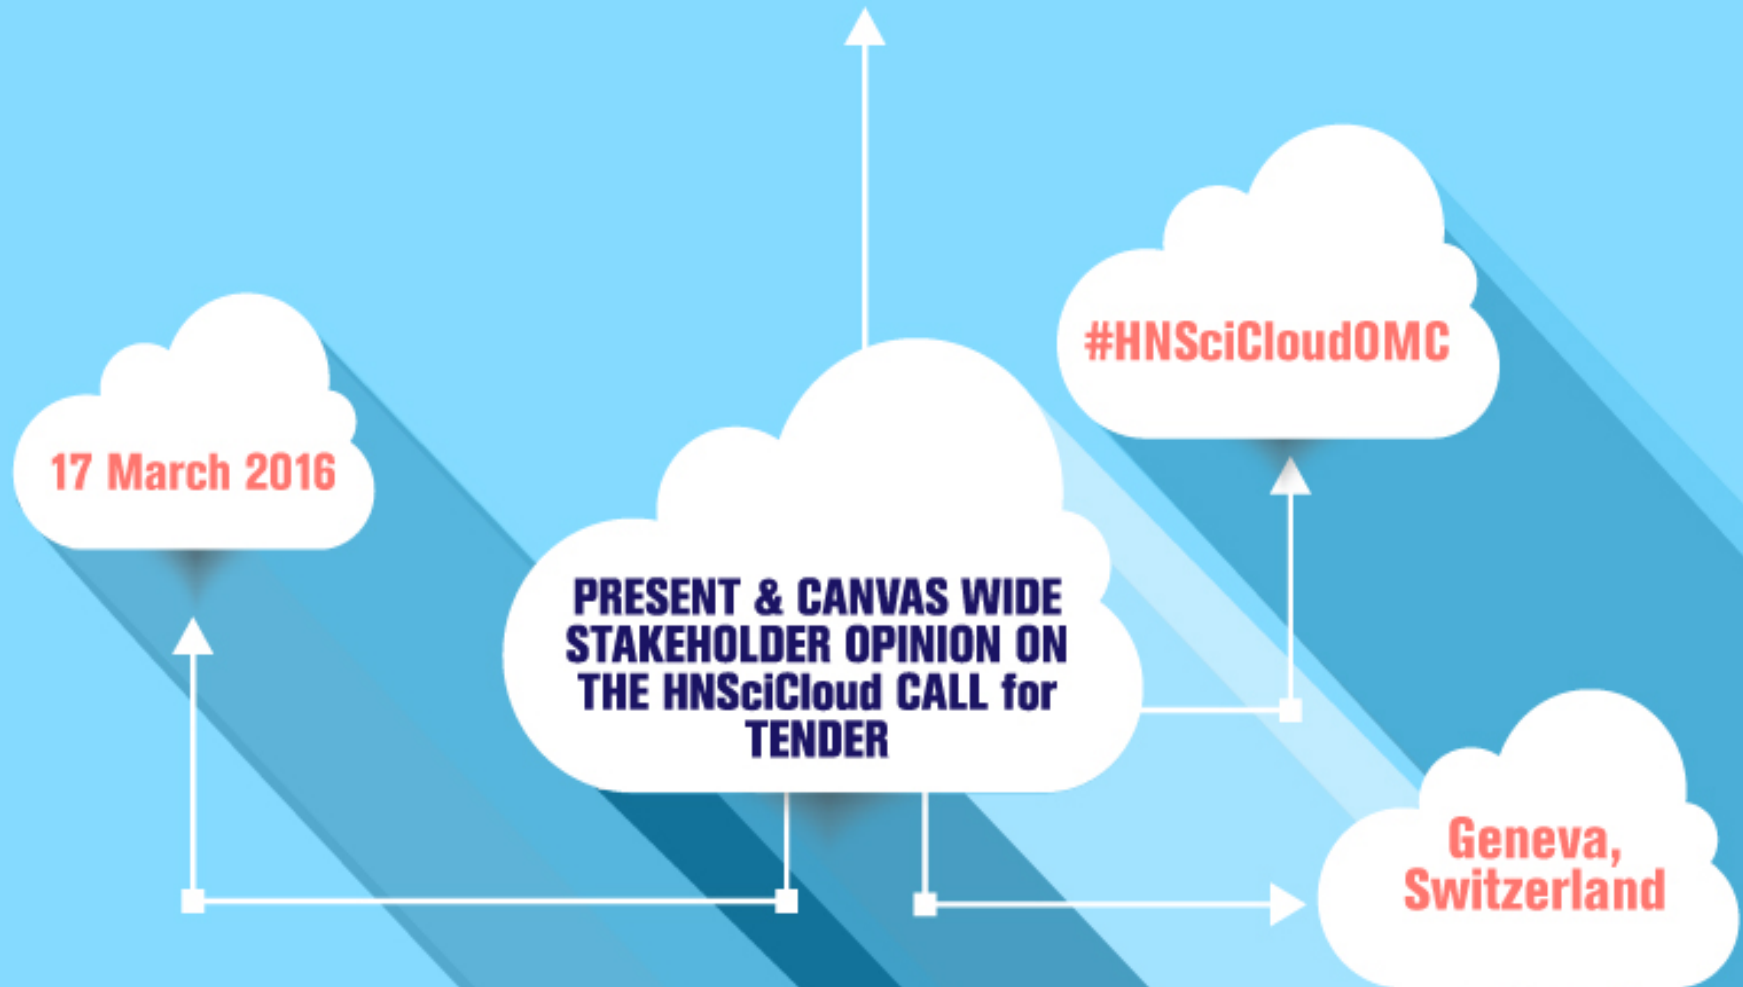 #HNSciCloudOMC
17 March 2016
PRESENT & CANVAS WIDE
STAKEHOLDER OPINION ON
THE HNSciCloud CALL for
TENDER
Geneva,
Switzerland